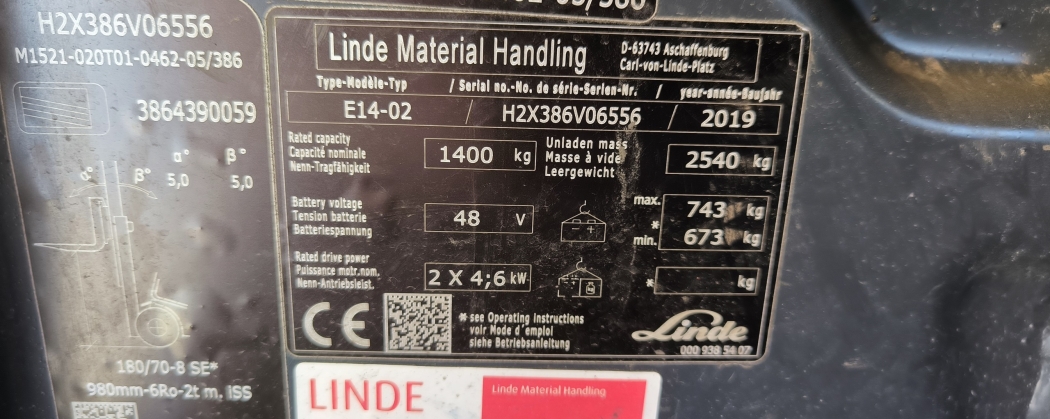 H2X386V06556
M1521-020T01-0462-05/386
3864390059
α° β°
α° β° 5,0 5,0
180/70-8 SE*
980mm-6Ro-2t m. ISS
Linde Material Handling
D-63743 Aschaffenburg
Carl-von-Linde-Platz
Type-Modèle-Typ / Serial no.-No. de série-Serien-Nr. / year-année-Baujahr
E14-02 / H2X386V06556 / 2019
Rated capacity
Capacité nominale
Nenn-Tragfähigkeit
1400 kg
Unladen mass
Masse à vide
Leergewicht
2540 kg
Battery voltage
Tension batterie
Batteriespannung
48 V
max. 743 kg
*
min. 673 kg
Rated drive power
Puissance motr.nom.
Nenn-Antriebsleist.
2 X 4;6 kW
* kg
CE
* see Operating instructions
voir Mode d'emploi
siehe Betriebsanleitung
Linde
000 938 54 07
LINDE
Linde Material Handling